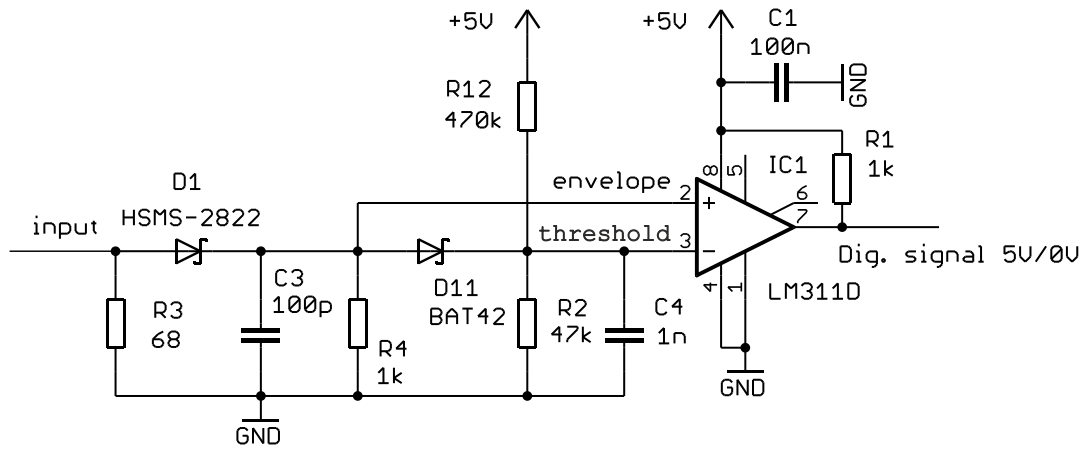 +5V
+5V
C1
100n
GND
R12
470k
R1
1k
D1
HSMS-2822
input
envelope
threshold
8
5
IC1
2
+
6
7
3
−
4
1
LM311D
Dig. signal 5V/0V
R3
68
C3
100p
D11
BAT42
R4
1k
R2
47k
C4
1n
GND
GND